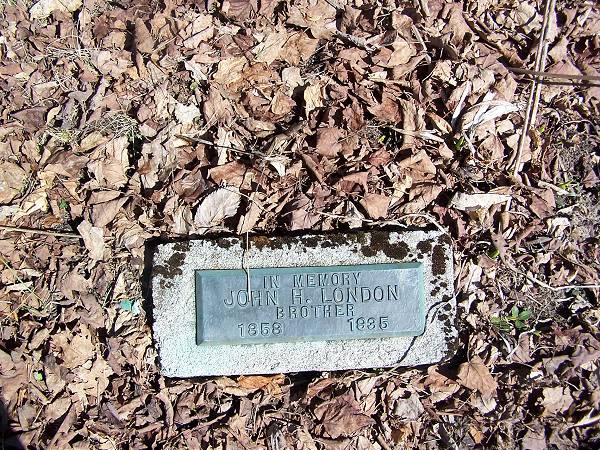 IN MEMORY
JOHN H. LONDON
BROTHER
1858 1935